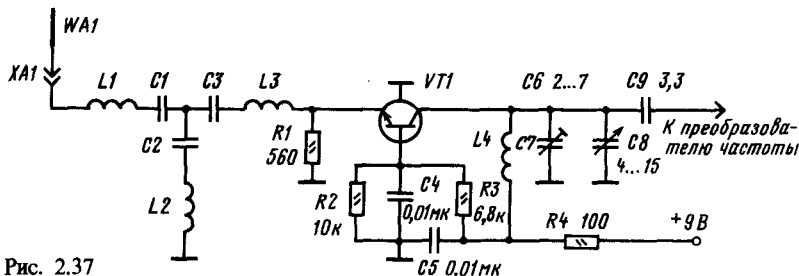 WA1
XA1
L1
C1
C3
L3
VT1
C6 2...7
C9 3,3
C2
R1
560
L4
C7
C8
4...15
К преобразова-
телю частоты
L2
R2
10к
C4
0,01мк
R3
6,8к
R4 100
+9В
C5 0.01мк
Рис. 2.37